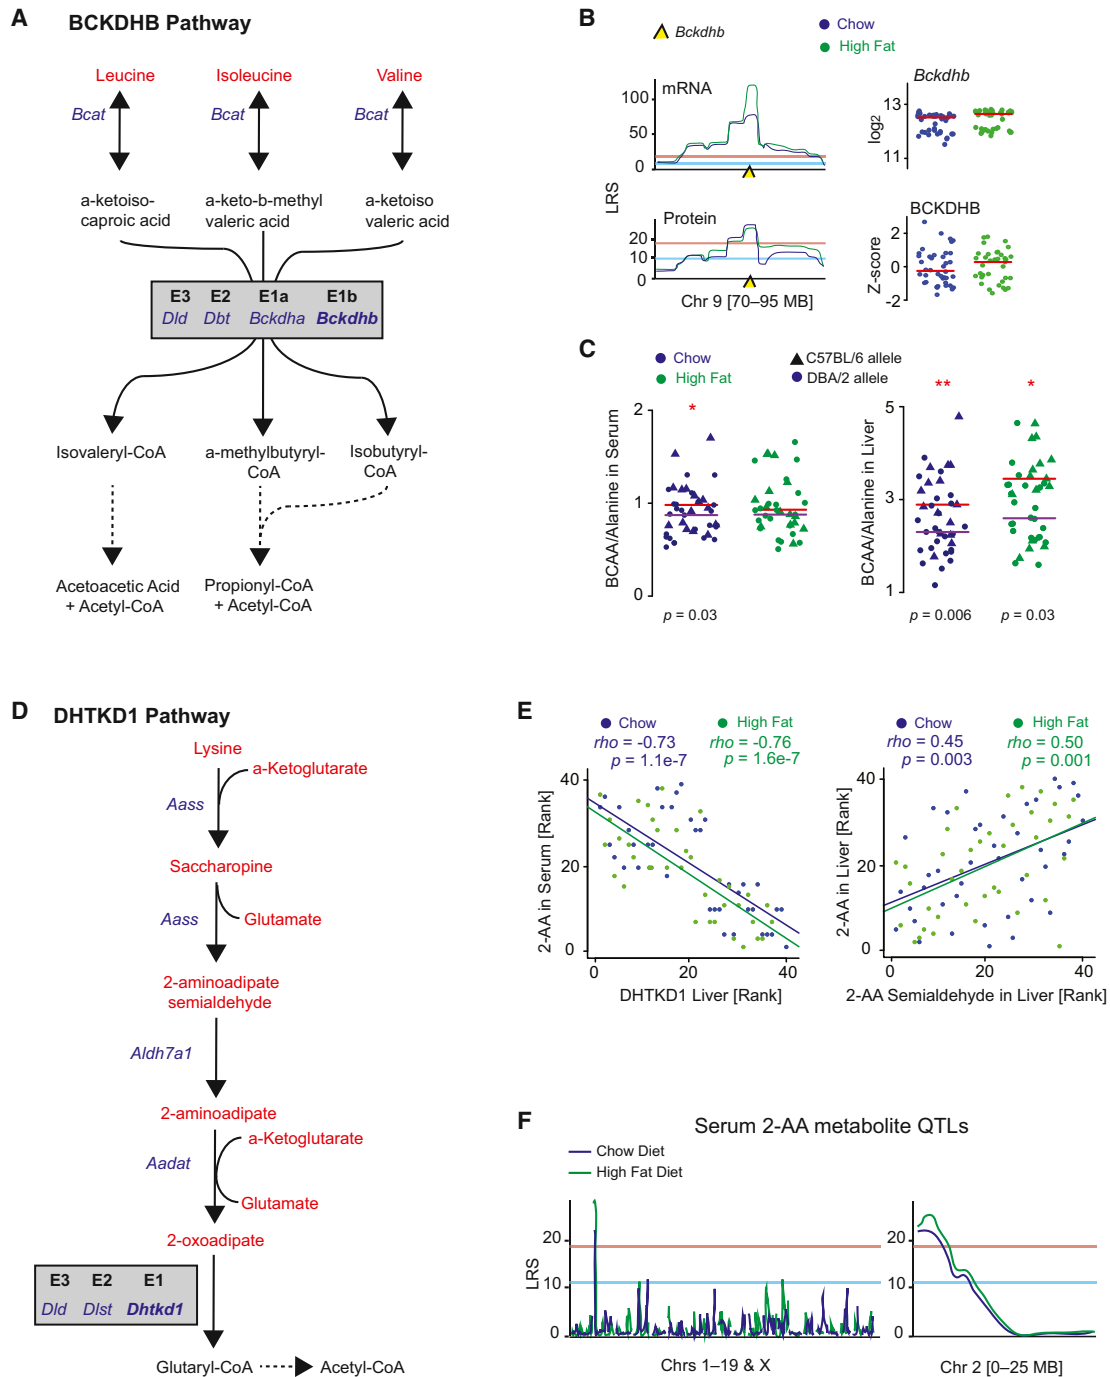 A
BCKDHB Pathway
Leucine
Isoleucine
Valine
Bcat
Bcat
Bcat
a-ketoiso-
caproic acid
a-keto-b-methyl
valeric acid
a-ketoiso
valeric acid
E3 E2 E1a E1b
Dld Dbt Bckdha Bckdhb
Isovaleryl-CoA
a-methylbutyryl-
CoA
Isobutyryl-
CoA
Acetoacetic Acid
+ Acetyl-CoA
Propionyl-CoA
+ Acetyl-CoA
B
Bckdhb
Chow
High Fat
mRNA
100
50
0
LRS
Protein
20
10
0
Chr 9 [70–95 MB]
Bckdhb
13
log2
11
BCKDHB
2
0
-2
Z-score
C
Chow
High Fat
C57BL/6 allele
DBA/2 allele
*
2
1
0
BCAA/Alanine in Serum
p = 0.03
**
*
5
3
1
BCAA/Alanine in Liver
p = 0.006
p = 0.03
D
DHTKD1 Pathway
Lysine
a-Ketoglutarate
Aass
Saccharopine
Aass
Glutamate
2-aminoadipate
semialdehyde
Aldh7a1
2-aminoadipate
a-Ketoglutarate
Aadat
Glutamate
2-oxoadipate
E3 E2 E1
Dld Dlst Dhtkd1
Glutaryl-CoA
Acetyl-CoA
E
Chow
High Fat
rho = -0.73
p = 1.1e-7
rho = -0.76
p = 1.6e-7
40
20
0
2-AA in Serum [Rank]
0 20 40
DHTKD1 Liver [Rank]
Chow
High Fat
rho = 0.45
p = 0.003
rho = 0.50
p = 0.001
40
20
0
2-AA in Liver [Rank]
0 20 40
2-AA Semialdehyde in Liver [Rank]
F
Serum 2-AA metabolite QTLs
Chow Diet
High Fat Diet
20
10
0
LRS
Chrs 1–19 & X
20
10
0
Chr 2 [0–25 MB]